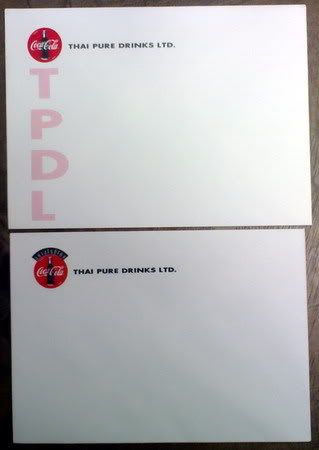 Coca-Cola
THAI PURE DRINKS LTD.
T
P
D
L
Coca-Cola
THAI PURE DRINKS LTD.